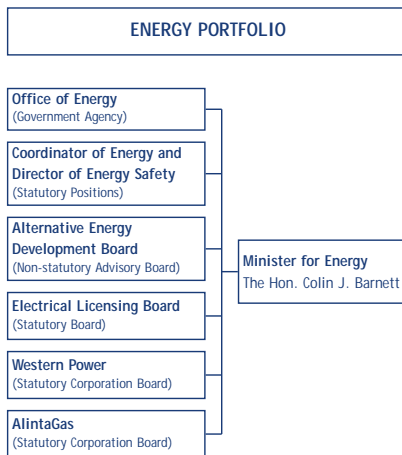 ENERGY PORTFOLIO
Office of Energy
(Government Agency)
Coordinator of Energy and
Director of Energy Safety
(Statutory Positions)
Alternative Energy
Development Board
(Non-statutory Advisory Board)
Electrical Licensing Board
(Statutory Board)
Western Power
(Statutory Corporation Board)
AlintaGas
(Statutory Corporation Board)
Minister for Energy
The Hon. Colin J. Barnett